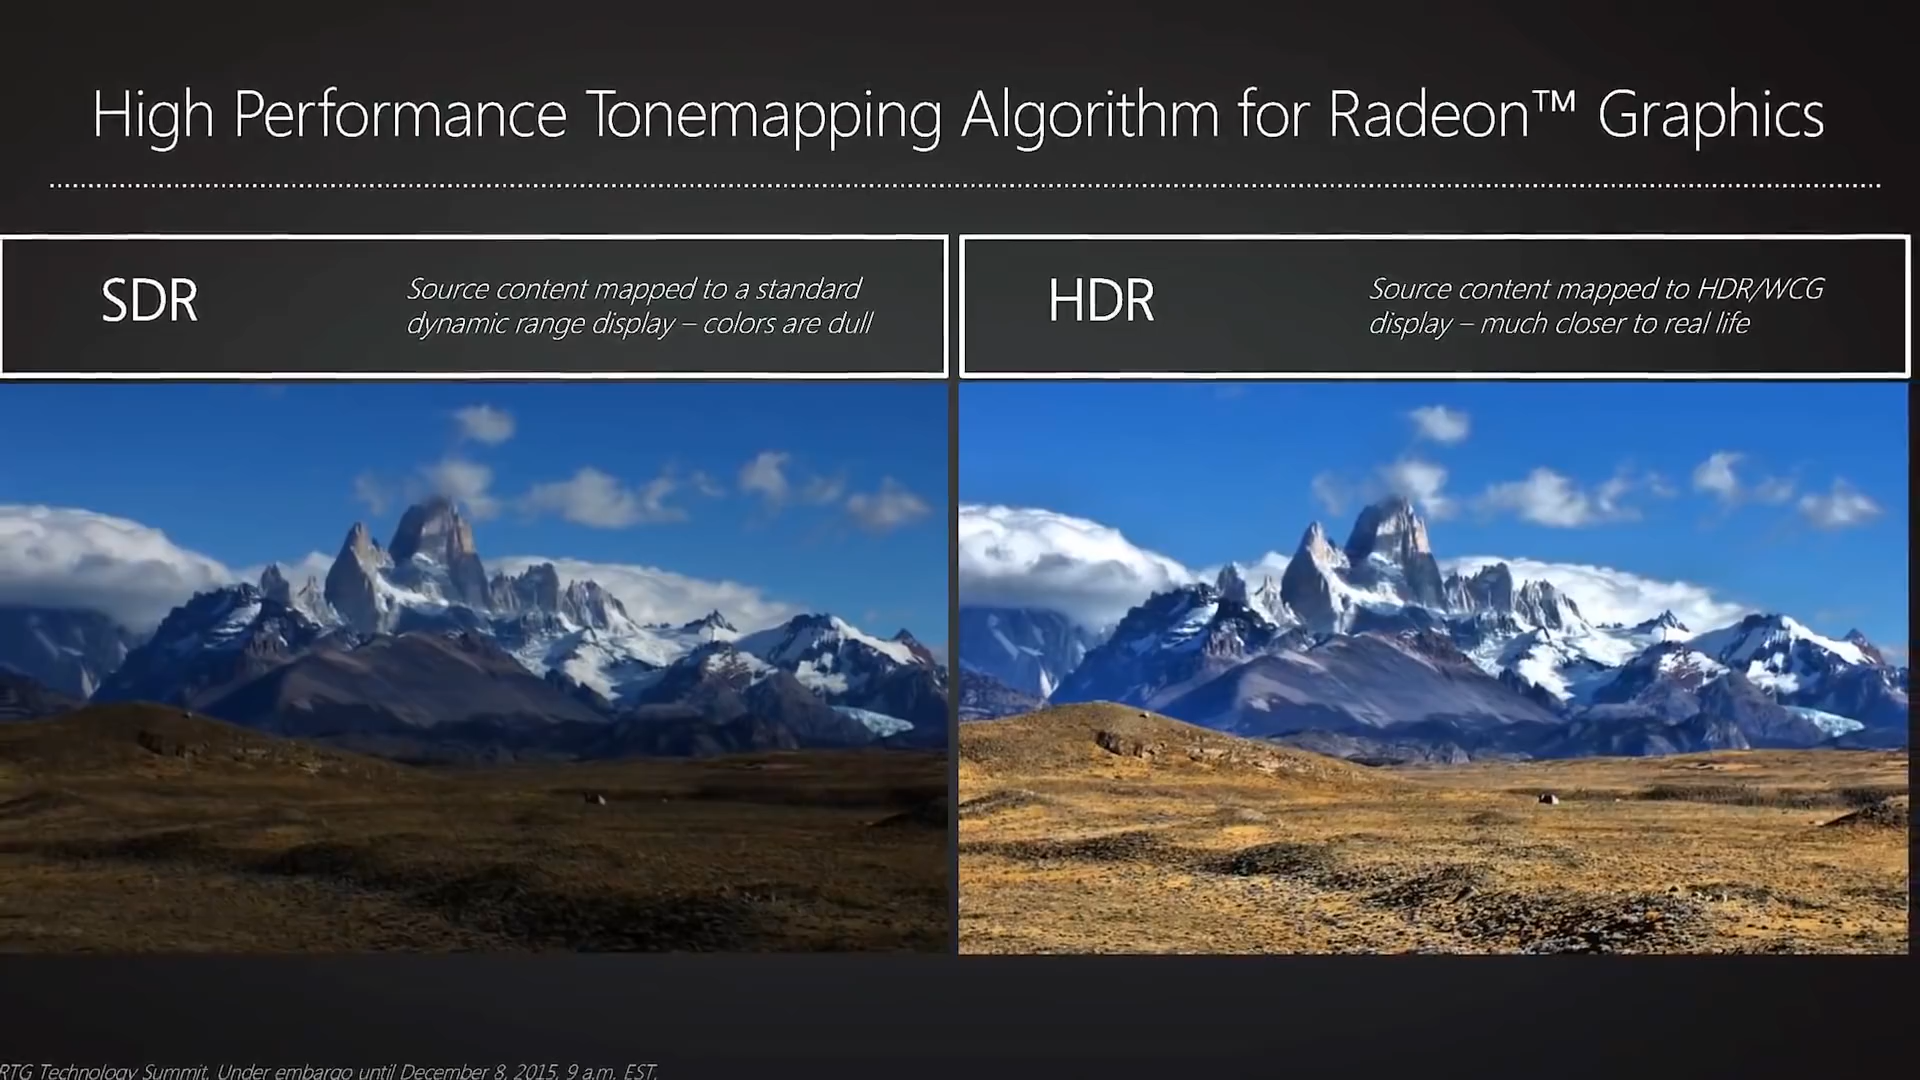 High Performance Tonemapping Algorithm for Radeon™ Graphics
SDR
Source content mapped to a standard
dynamic range display – colors are dull
HDR
Source content mapped to HDR/WCG
display – much closer to real life
RTG Technology Summit. Under embargo until December 8, 2015, 9 a.m. EST.